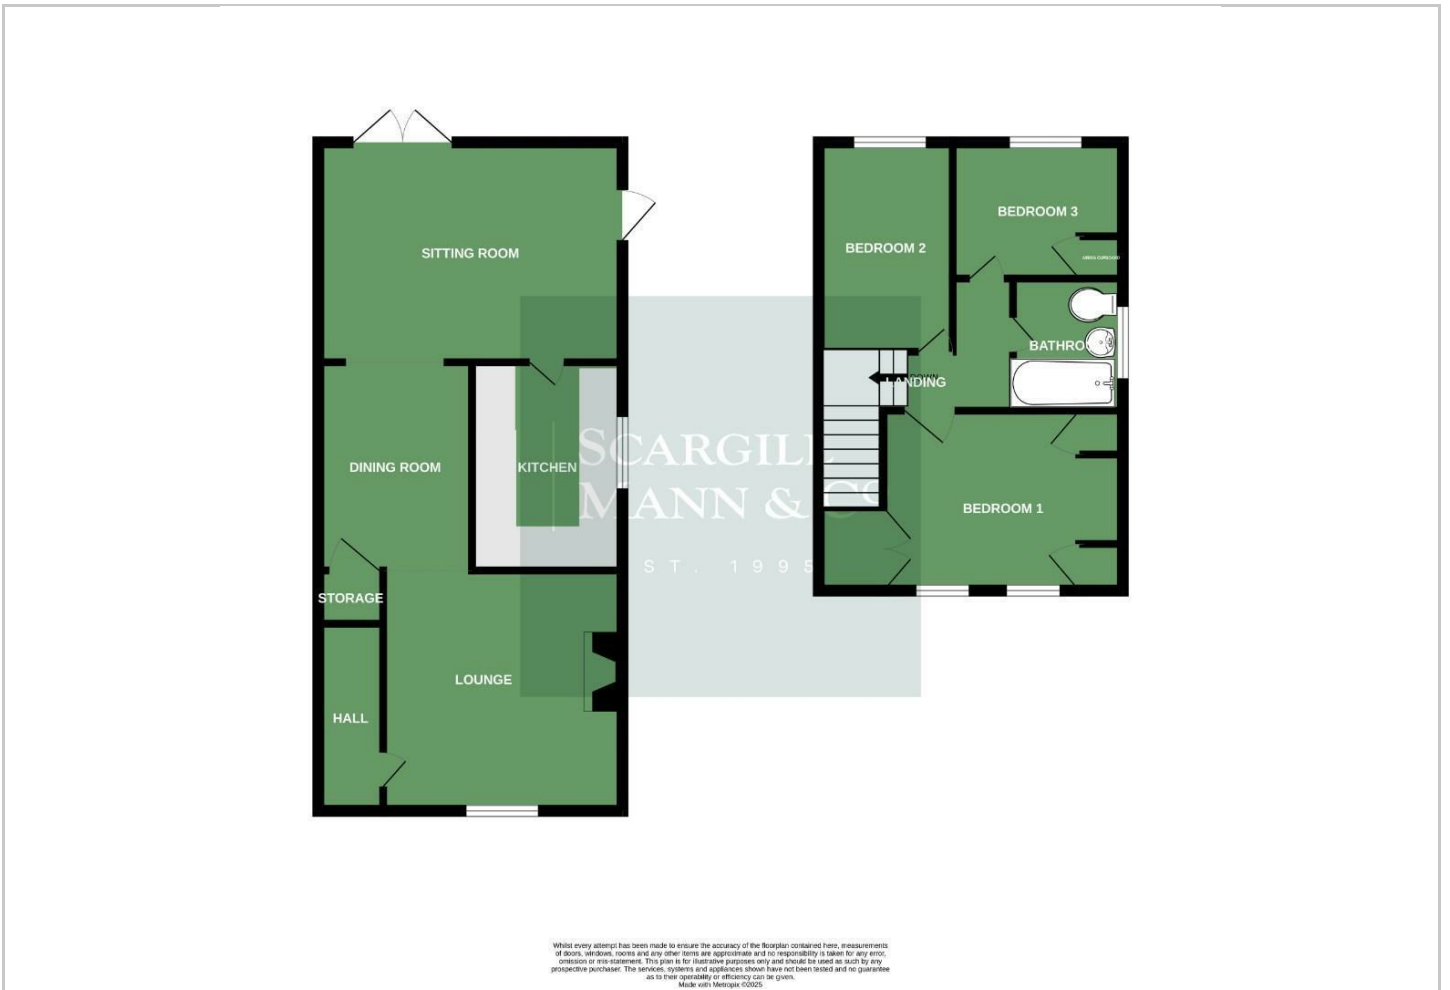 SITTING ROOM
DINING ROOM
KITCHEN
STORAGE
LOUNGE
HALL
BEDROOM 2
BEDROOM 3
AIRING CUPBOARD
BATHRO
DOWN
LANDING
BEDROOM 1
SCARGILL
MANN & Co
EST. 1995
Whilst every attempt has been made to ensure the accuracy of the floorplan contained here, measurements
of doors, windows, rooms and any other items are approximate and no responsibility is taken for any error,
omission or mis-statement. This plan is for illustrative purposes only and should be used as such by any
prospective purchaser. The services, systems and appliances shown have not been tested and no guarantee
as to their operability or efficiency can be given.
Made with Metropix ©2025